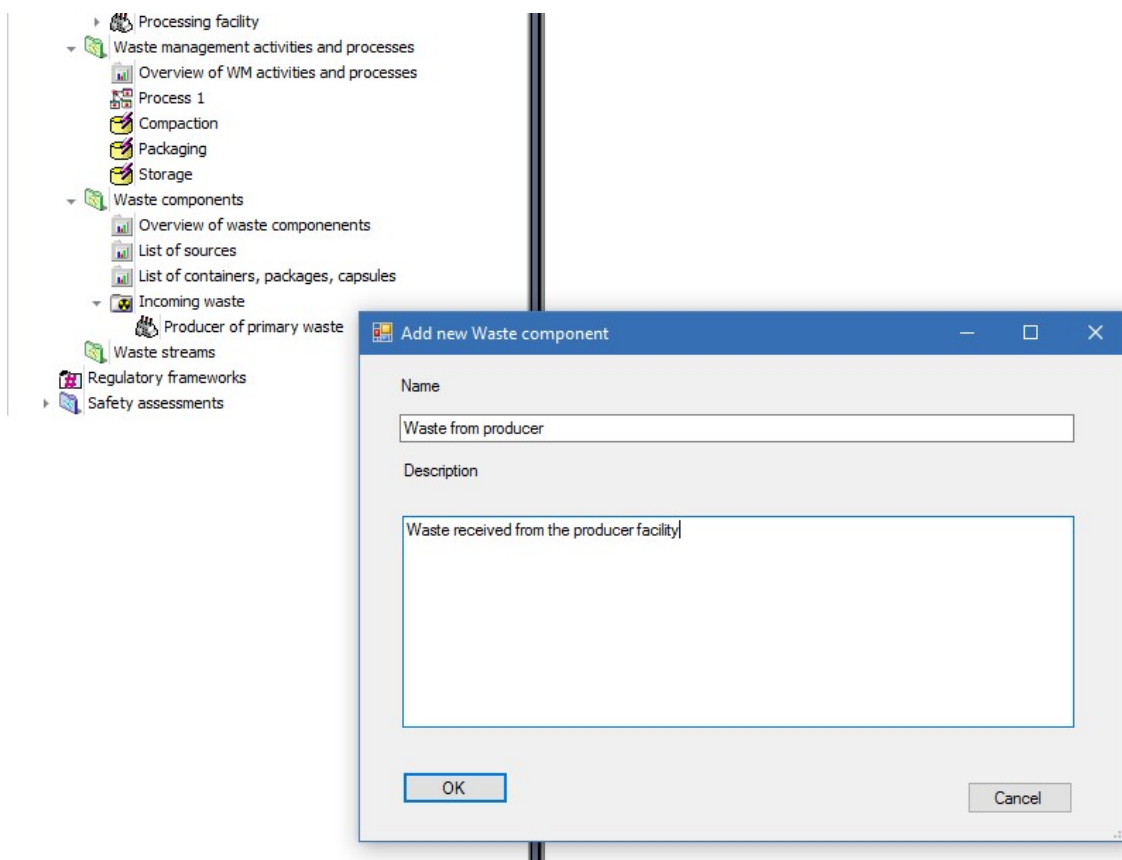 Processing facility
Waste management activities and processes
Overview of WM activities and processes
Process 1
Compaction
Packaging
Storage
Waste components
Overview of waste componenents
List of sources
List of containers, packages, capsules
Incoming waste
Producer of primary waste
Waste streams
Regulatory frameworks
Safety assessments
Add new Waste component
Name
Waste from producer
Description
Waste received from the producer facility
OK
Cancel